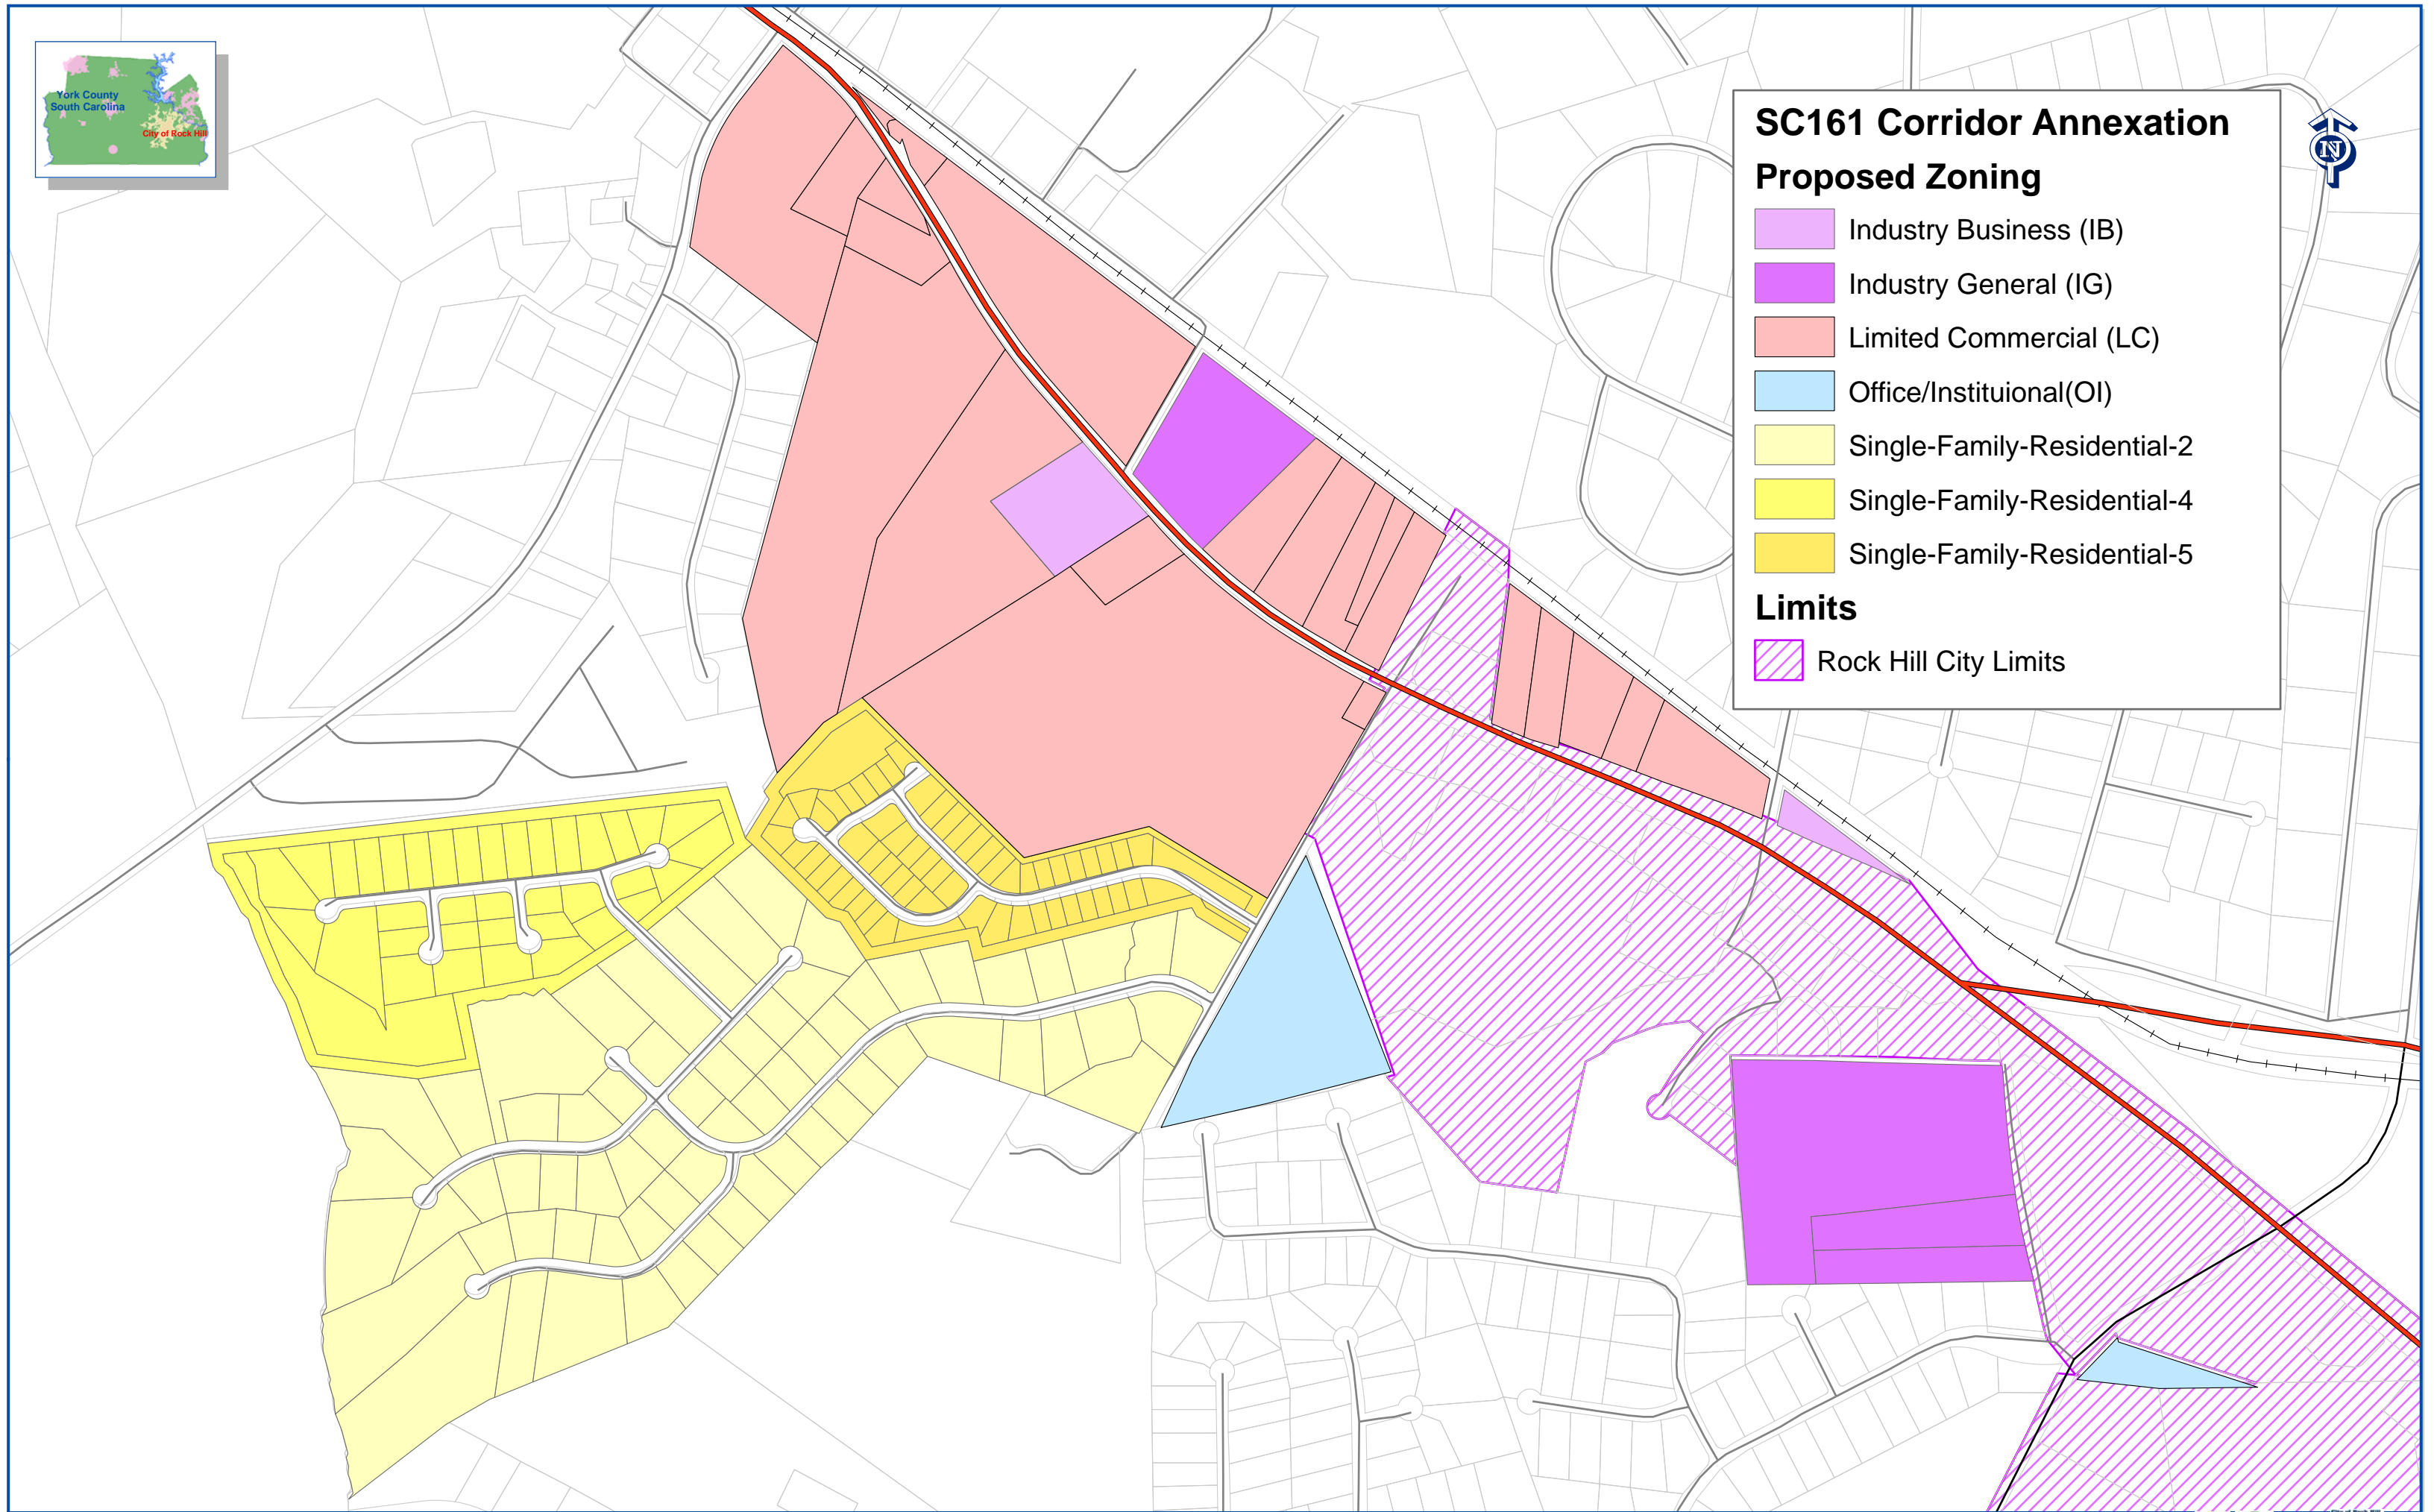 York County
South Carolina
City of Rock Hill
SC161 Corridor Annexation
Proposed Zoning
Industry Business (IB)
Industry General (IG)
Limited Commercial (LC)
Office/Instituional(OI)
Single-Family-Residential-2
Single-Family-Residential-4
Single-Family-Residential-5
Limits
Rock Hill City Limits
N